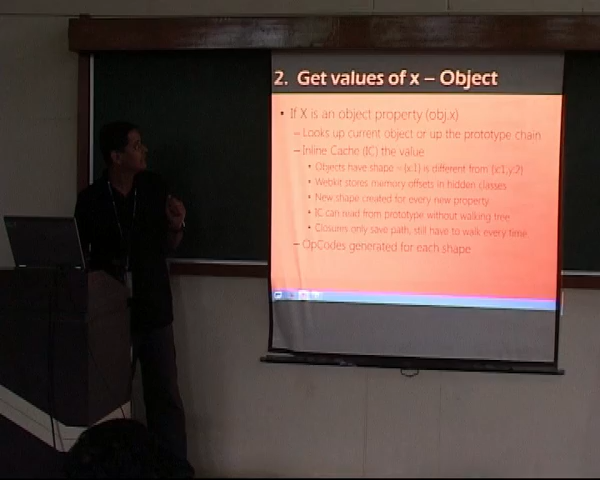 2. Get values of x – Object
• If X is an object property (obj.x)
– Looks up current object or up the prototype chain
– Inline Cache (IC) the value
• Objects have shape – {x:1} is different from {x:1,y:2}
• Webkit stores memory offsets in hidden classes
• New shape created for every new property
• IC can read from prototype without walking tree
• Closures only save path, still have to walk every time
– OpCodes generated for each shape